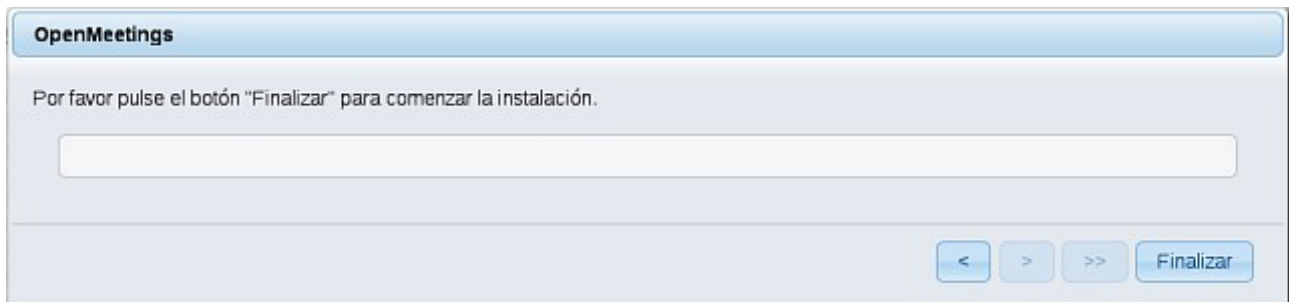 OpenMeetings
Por favor pulse el botón "Finalizar" para comenzar la instalación.
< > >> Finalizar